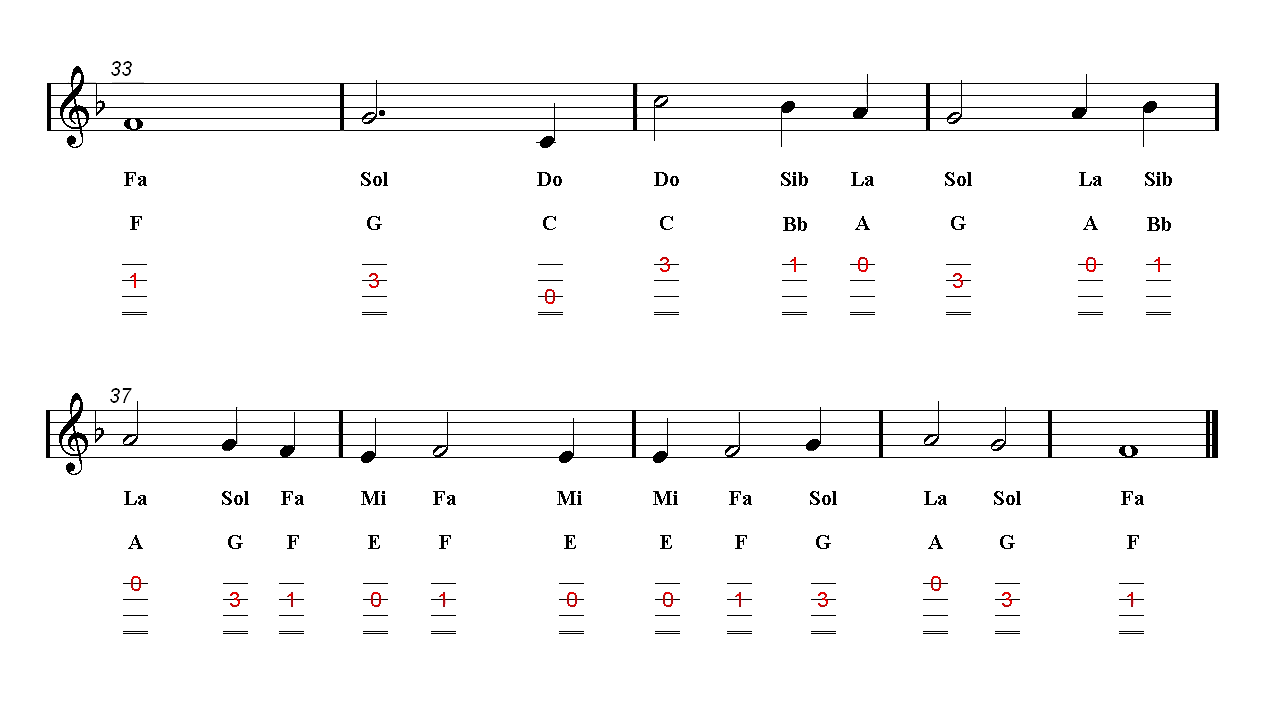 33
Fa Sol Do Do Sib La Sol La Sib
F G C C Bb A G A Bb
3 1 0 0 1
1 3 3
0
37
La Sol Fa Mi Fa Mi Mi Fa Sol La Sol Fa
A G F E F E E F G A G F
0 0
3 1 0 1 0 0 1 3 3 1